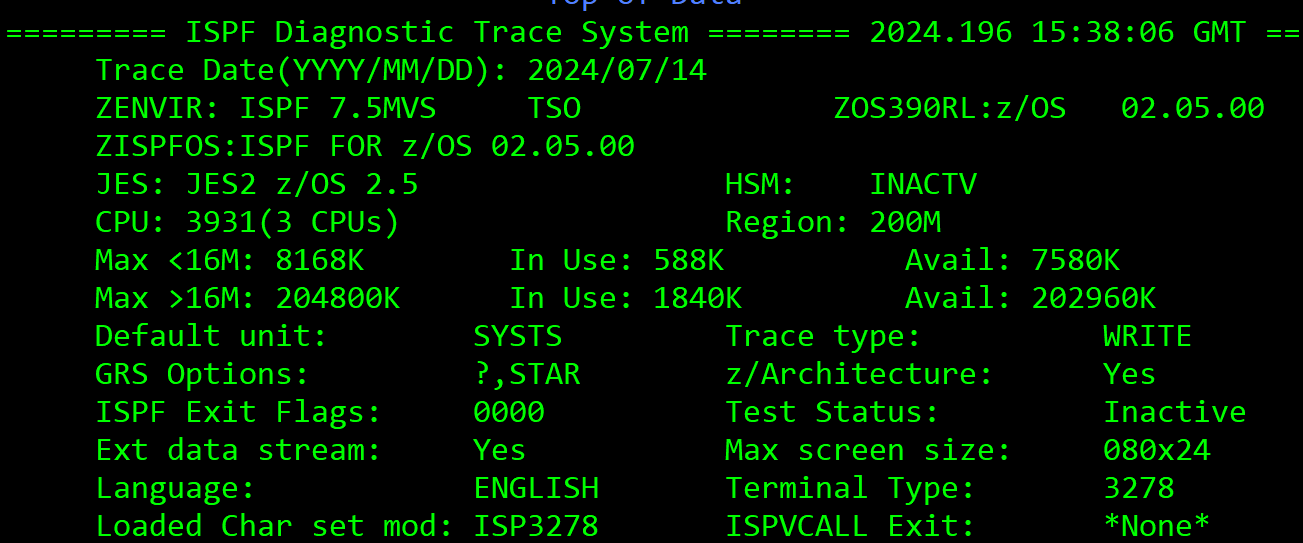 Top of Data
========= ISPF Diagnostic Trace System ======== 2024.196 15:38:06 GMT ==
Trace Date(YYYY/MM/DD): 2024/07/14
ZENVIR: ISPF 7.5MVS     TSO              ZOS390RL:z/OS   02.05.00
ZISPFOS:ISPF FOR z/OS 02.05.00
JES: JES2 z/OS 2.5                 HSM:    INACTV
CPU: 3931(3 CPUs)                  Region: 200M
Max <16M: 8168K        In Use: 588K          Avail: 7580K
Max >16M: 204800K      In Use: 1840K         Avail: 202960K
Default unit:        SYSTS         Trace type:          WRITE
GRS Options:         ?,STAR        z/Architecture:      Yes
ISPF Exit Flags:     0000          Test Status:         Inactive
Ext data stream:     Yes           Max screen size:     080x24
Language:            ENGLISH       Terminal Type:       3278
Loaded Char set mod: ISP3278       ISPVCALL Exit:       *None*